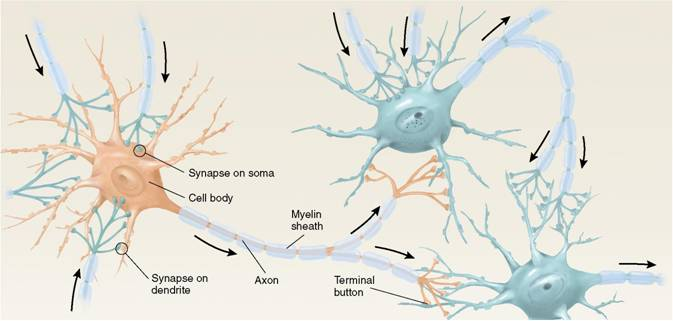 Synapse on soma
Cell body
Myelin
sheath
Synapse on
dendrite
Axon
Terminal
button